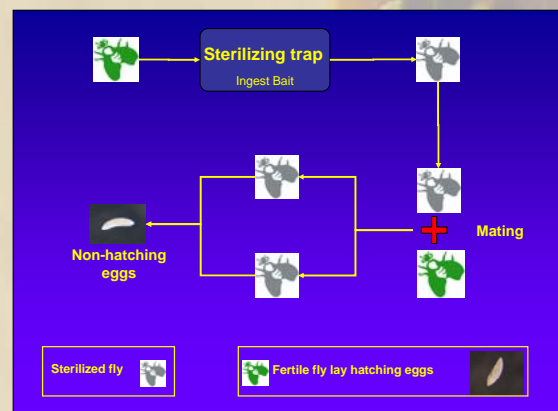 Sterilizing trap
Ingest Bait
Mating
Non-hatching
eggs
Sterilized fly
Fertile fly lay hatching eggs